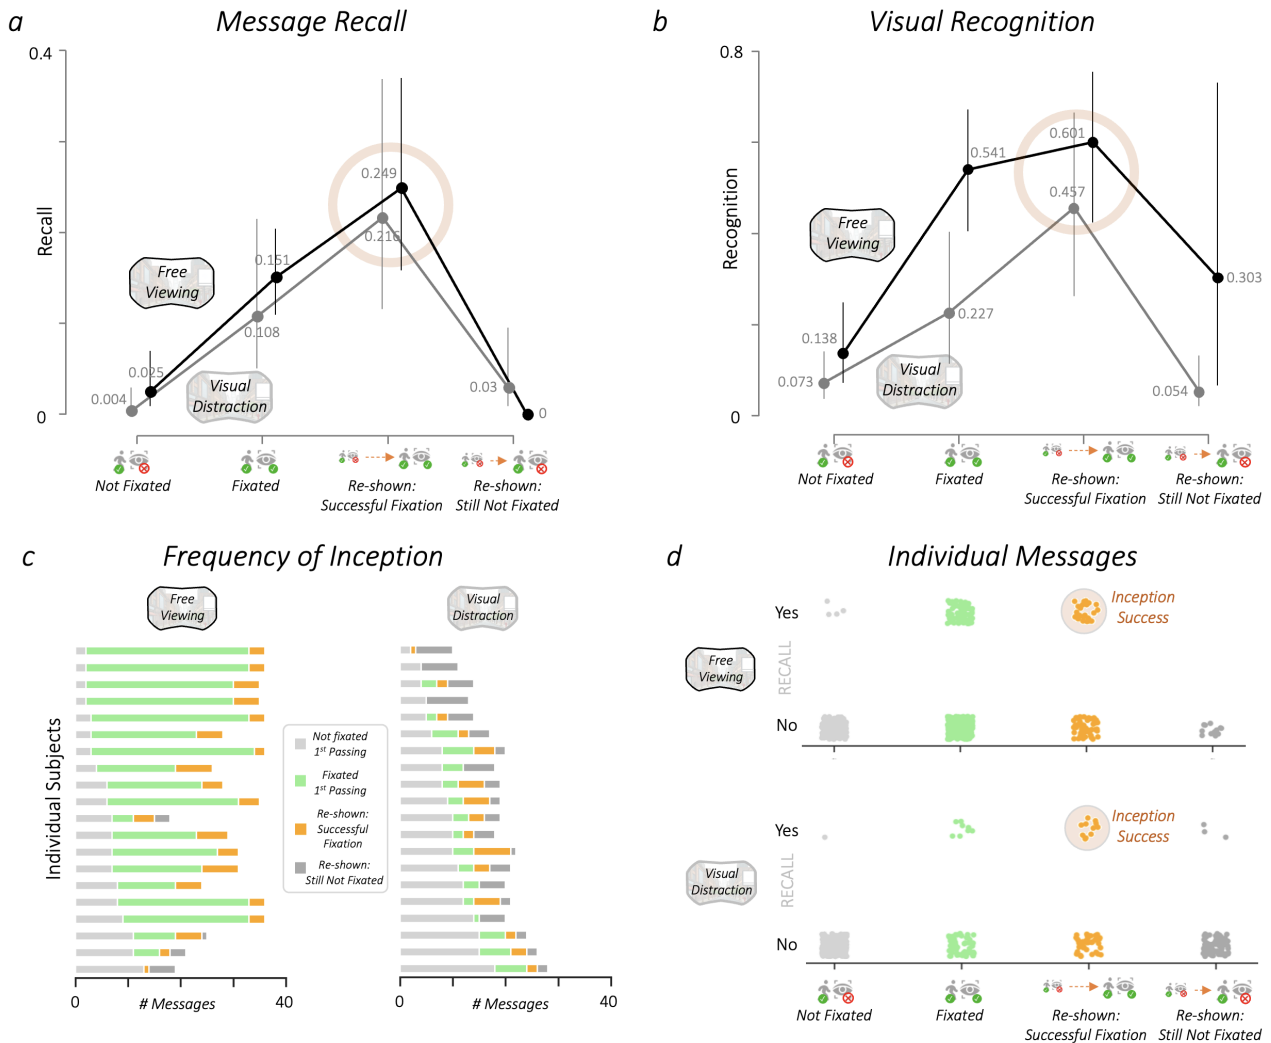 a
Message Recall
0.4
Recall
0
0.249
0.216
0.151
0.108
0.025
0.004
0.03
0
Free
Viewing
Visual
Distraction
Not Fixated
Fixated
Re-shown:
Successful Fixation
Re-shown:
Still Not Fixated
b
Visual Recognition
0.8
Recognition
0
0.601
0.541
0.457
0.303
0.227
0.138
0.073
0.054
Free
Viewing
Visual
Distraction
Not Fixated
Fixated
Re-shown:
Successful Fixation
Re-shown:
Still Not Fixated
c
Frequency of Inception
Free
Viewing
Visual
Distraction
Individual Subjects
Not fixated
1st Passing
Fixated
1st Passing
Re-shown:
Successful
Fixation
Re-shown:
Still Not Fixated
0
# Messages
40
0
# Messages
40
d
Individual Messages
Free
Viewing
RECALL
Yes
No
Inception
Success
Visual
Distraction
RECALL
Yes
No
Inception
Success
Not Fixated
Fixated
Re-shown:
Successful Fixation
Re-shown:
Still Not Fixated